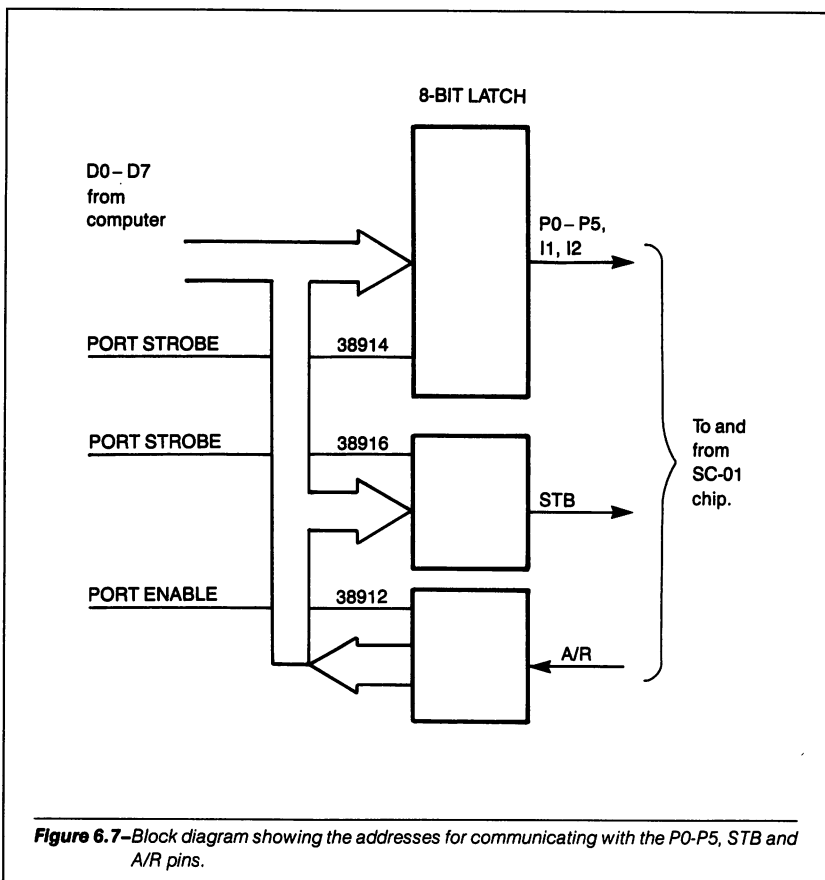 8-BIT LATCH
D0–D7
from
computer
P0–P5,
I1, I2
PORT STROBE
38914
PORT STROBE
38916
STB
To and
from
SC-01
chip.
PORT ENABLE
38912
A/R
Figure 6.7–Block diagram showing the addresses for communicating with the P0-P5, STB and
A/R pins.